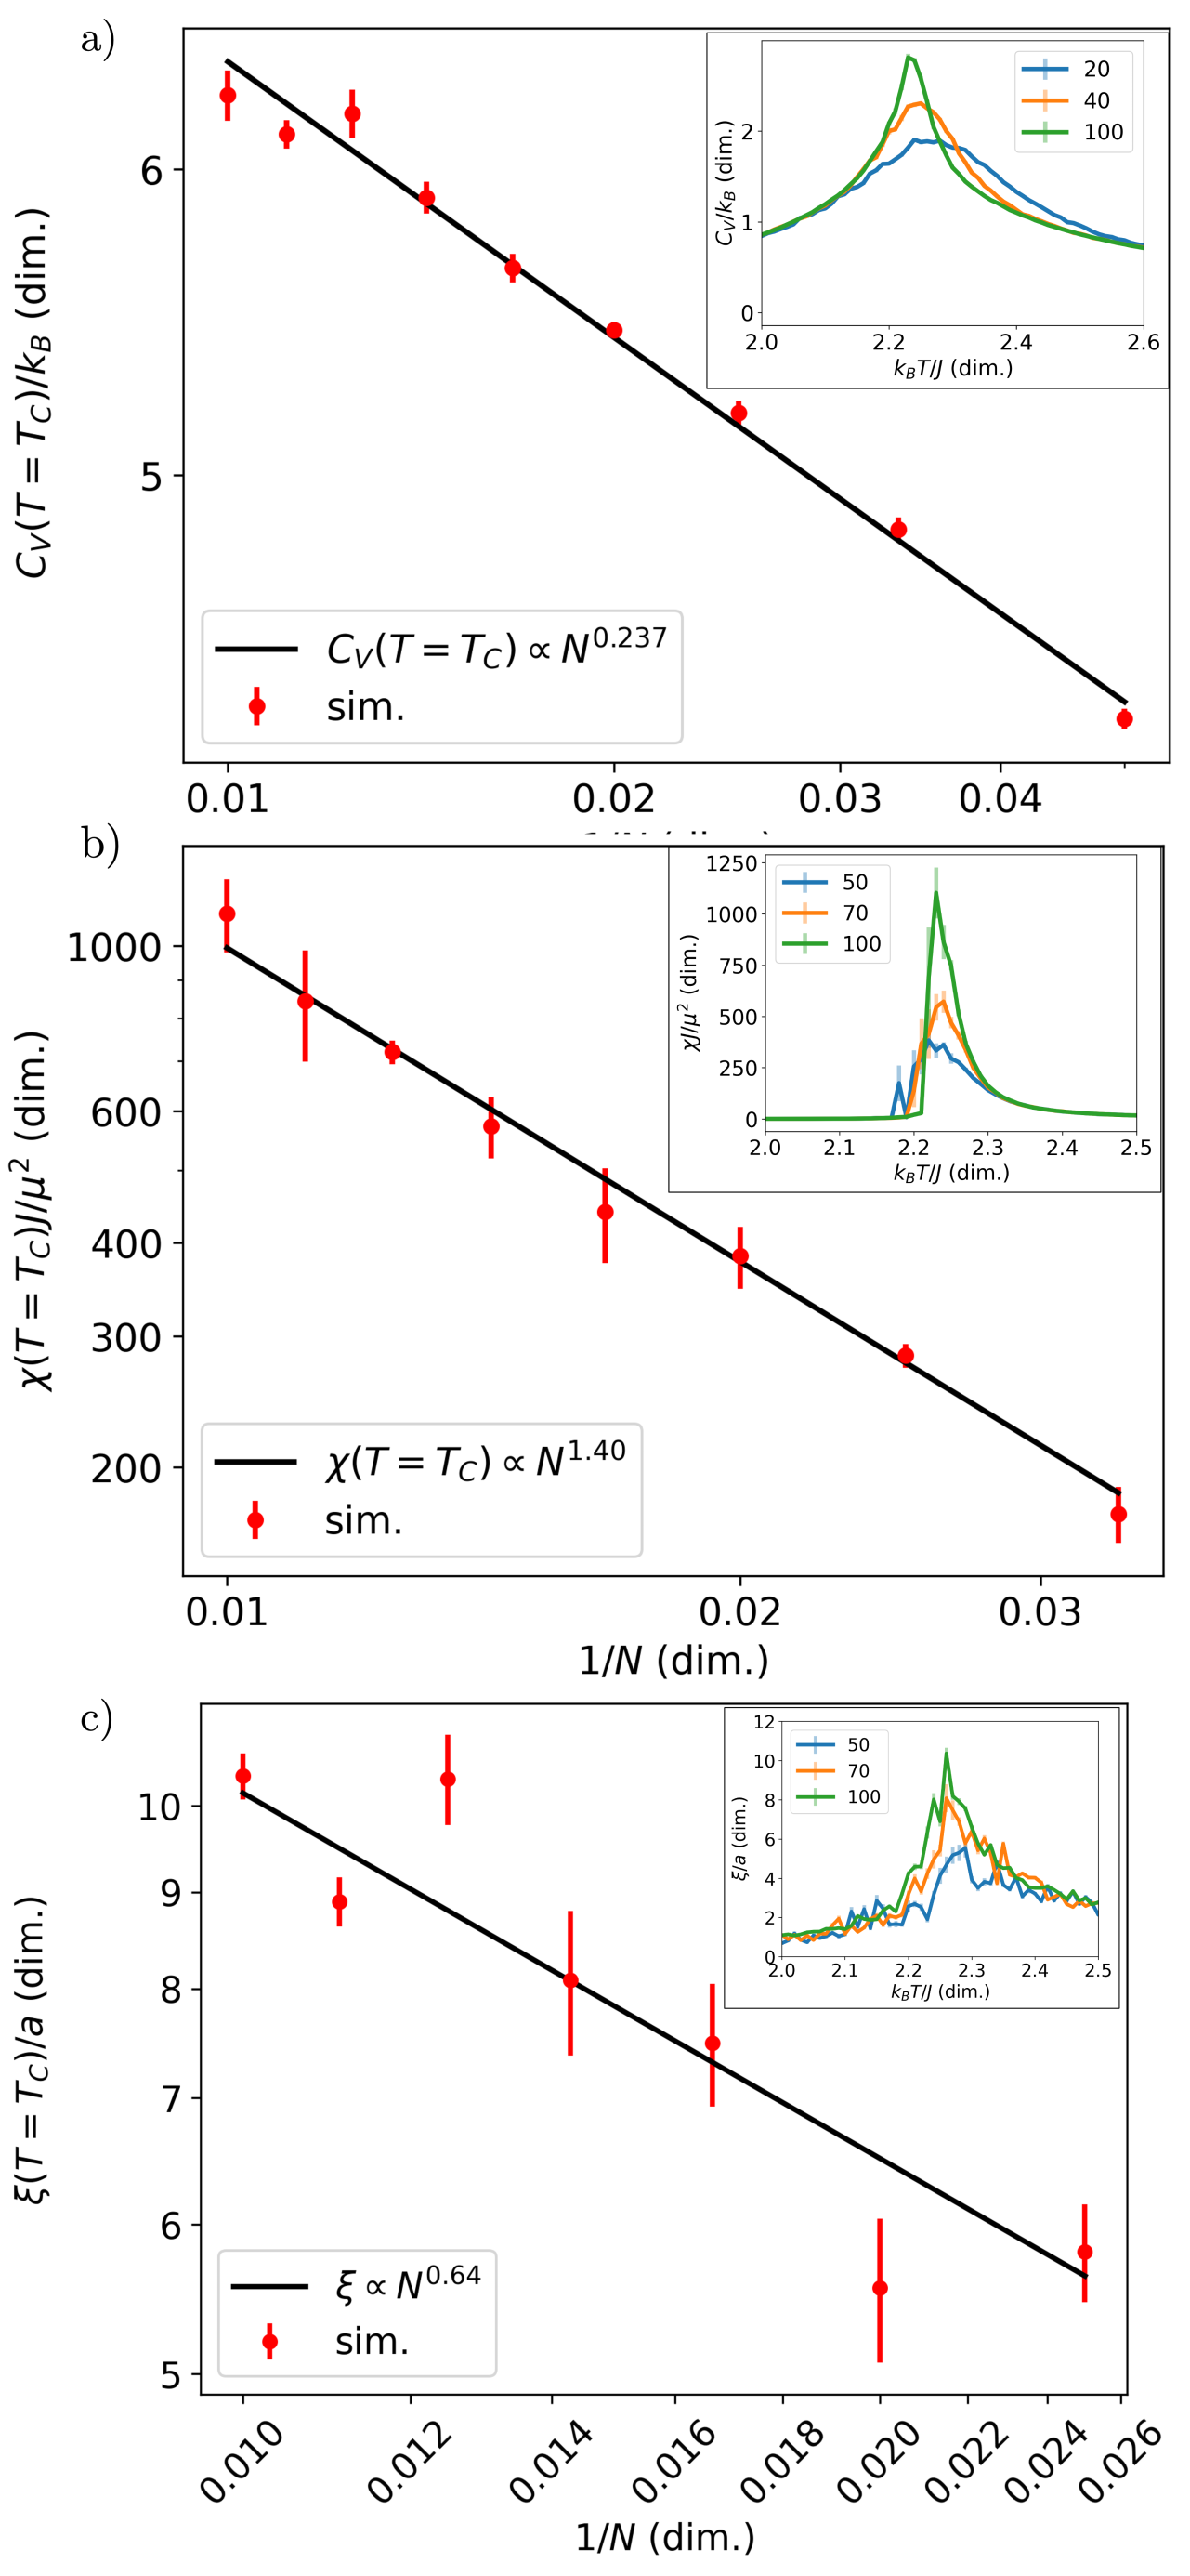 a)
C_V(T = T_C)/k_B (dim.)
6
5
C_V(T = T_C) ∝ N^0.237
sim.
0.01 0.02 0.03 0.04
C_V/k_B (dim.)
2
1
0
20
40
100
2.0 2.2 2.4 2.6
k_BT/J (dim.)
b)
χ(T = T_C)J/μ² (dim.)
1000
600
400
300
200
χ(T = T_C) ∝ N^1.40
sim.
0.01 0.02 0.03
1/N (dim.)
χJ/μ² (dim.)
1250
1000
750
500
250
0
50
70
100
2.0 2.1 2.2 2.3 2.4 2.5
k_BT/J (dim.)
c)
ξ(T = T_C)/a (dim.)
10
9
8
7
6
5
ξ ∝ N^0.64
sim.
0.010 0.012 0.014 0.016 0.018 0.020 0.022 0.024 0.026
1/N (dim.)
ξ/a (dim.)
12
10
8
6
4
2
0
50
70
100
2.0 2.1 2.2 2.3 2.4 2.5
k_BT/J (dim.)